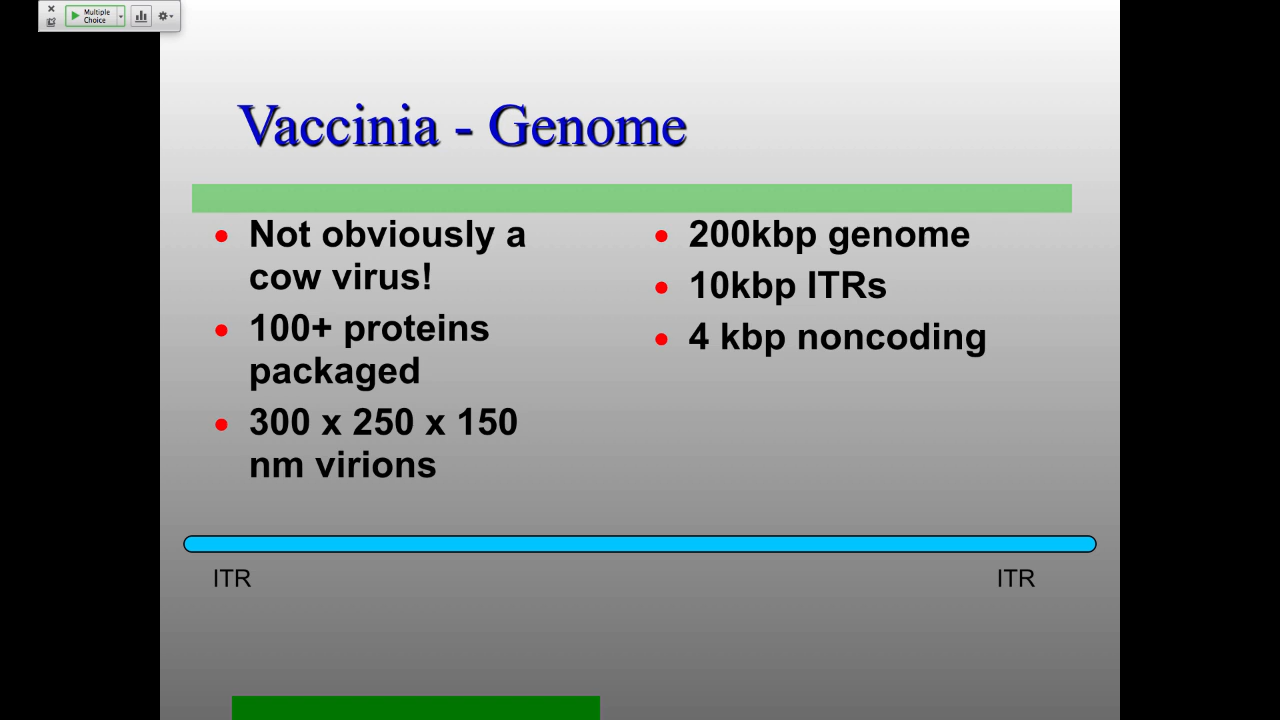 Multiple
Choice
Vaccinia - Genome
Not obviously a
cow virus!
100+ proteins
packaged
300 x 250 x 150
nm virions
200kbp genome
10kbp ITRs
4 kbp noncoding
ITR
ITR